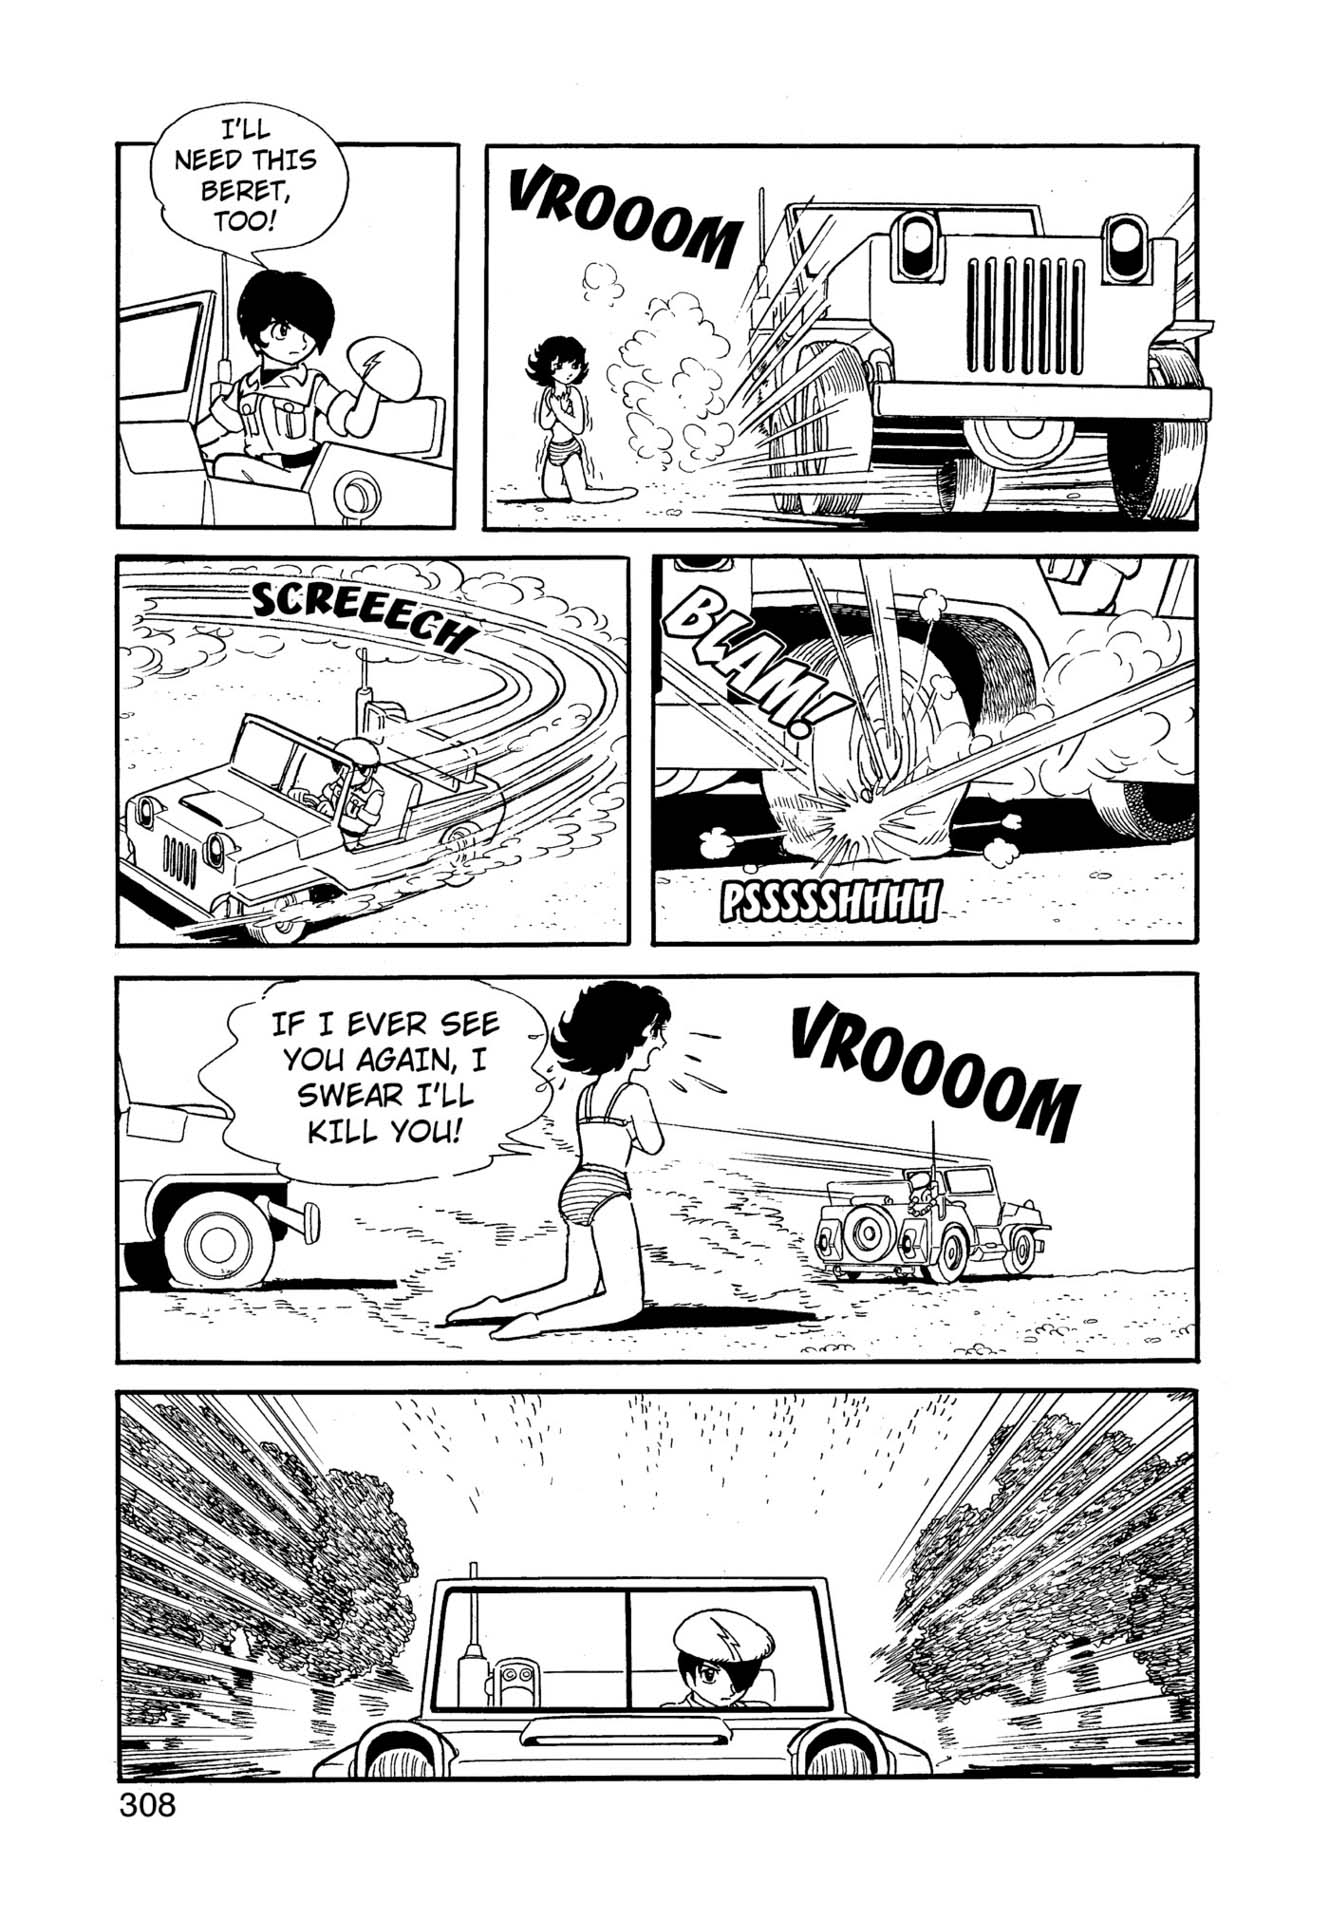 I'LL
NEED THIS
BERET,
TOO!
VROOOM
SCREEECH
BLAM!
PSSSSSHHHH
IF I EVER SEE
YOU AGAIN, I
SWEAR I'LL
KILL YOU!
VROOOOM
308